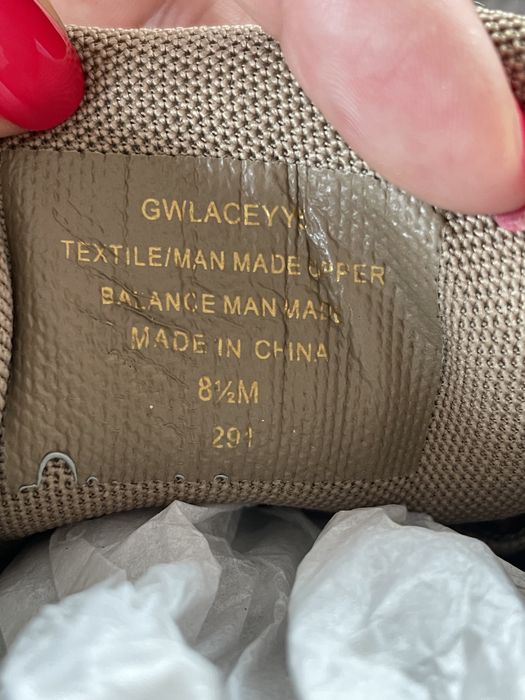 GWLACEYY
TEXTILE/MAN MADE UPPER
BALANCE MAN MADE
MADE IN CHINA
8½M
291